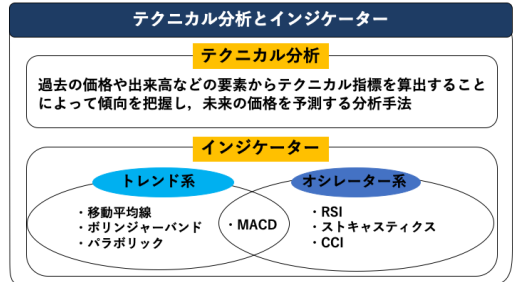 テクニカル分析とインジケーター
テクニカル分析
過去の価格や出来高などの要素からテクニカル指標を算出すること
によって傾向を把握し，未来の価格を予測する分析手法
インジケーター
トレンド系
オシレーター系
・移動平均線
・ボリンジャーバンド
・パラボリック
・MACD
・RSI
・ストキャスティクス
・CCI